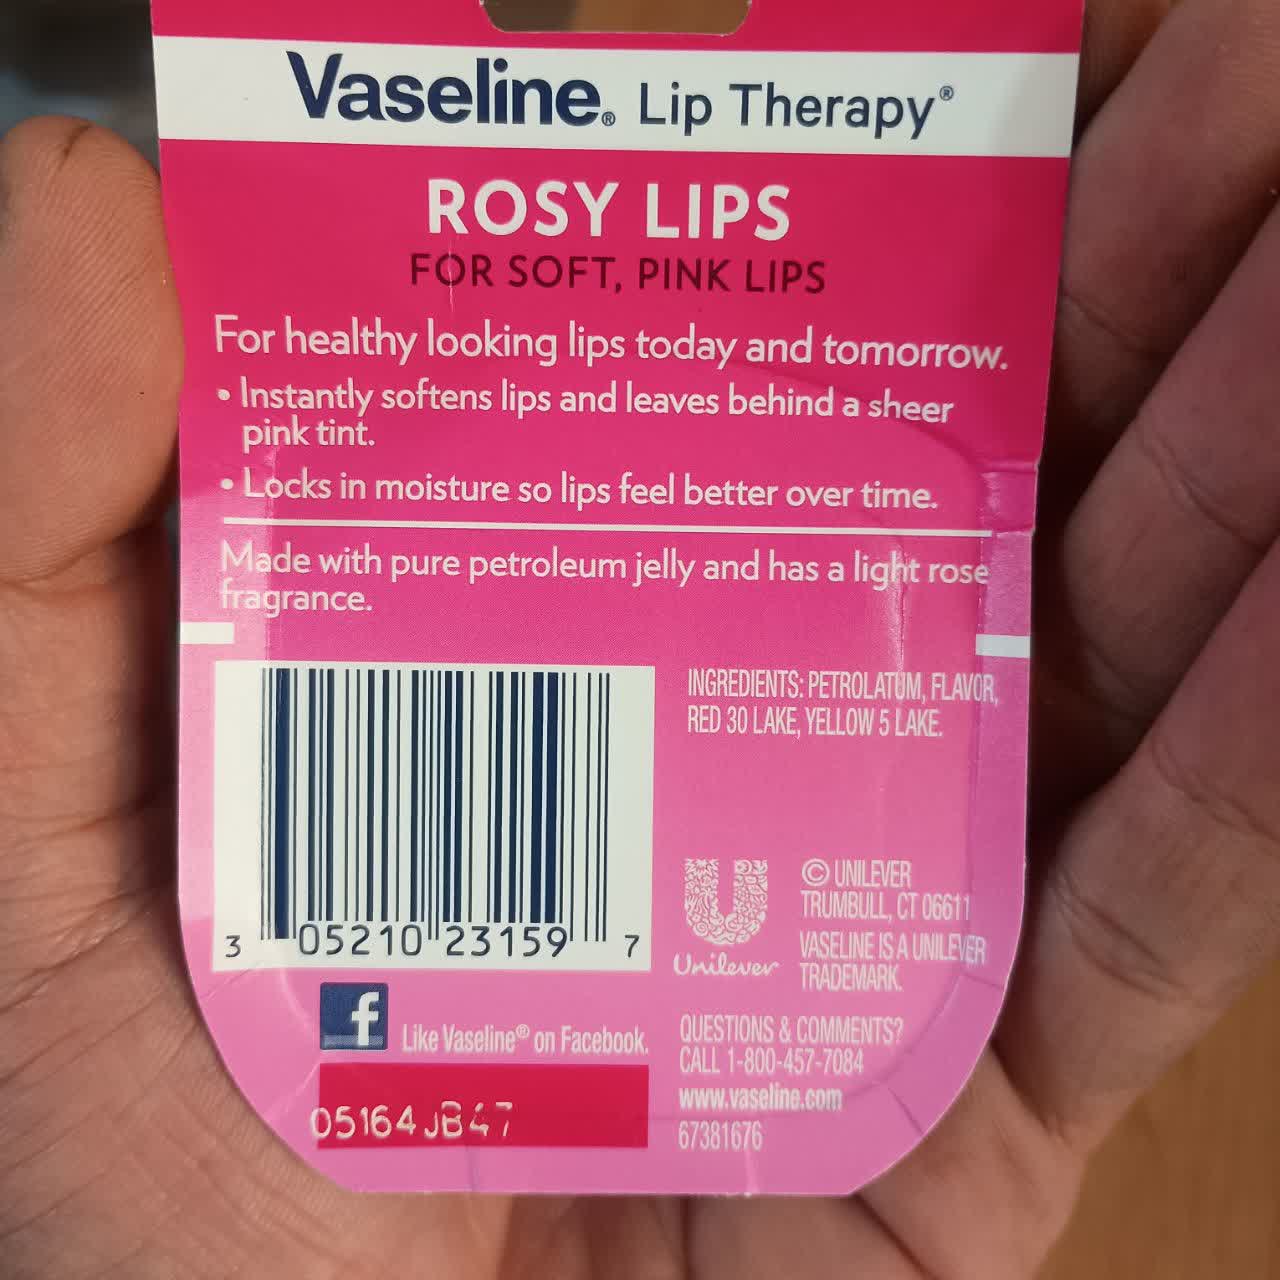 Vaseline® Lip Therapy®
ROSY LIPS
FOR SOFT, PINK LIPS
For healthy looking lips today and tomorrow.
• Instantly softens lips and leaves behind a sheer
pink tint.
• Locks in moisture so lips feel better over time.
Made with pure petroleum jelly and has a light rose
fragrance.
INGREDIENTS: PETROLATUM, FLAVOR,
RED 30 LAKE, YELLOW 5 LAKE.
3 05210 23159 7
Unilever
© UNILEVER
TRUMBULL, CT 06611
VASELINE IS A UNILEVER
TRADEMARK.
f Like Vaseline® on Facebook.
QUESTIONS & COMMENTS?
CALL 1-800-457-7084
www.vaseline.com
67381676
05164JB47